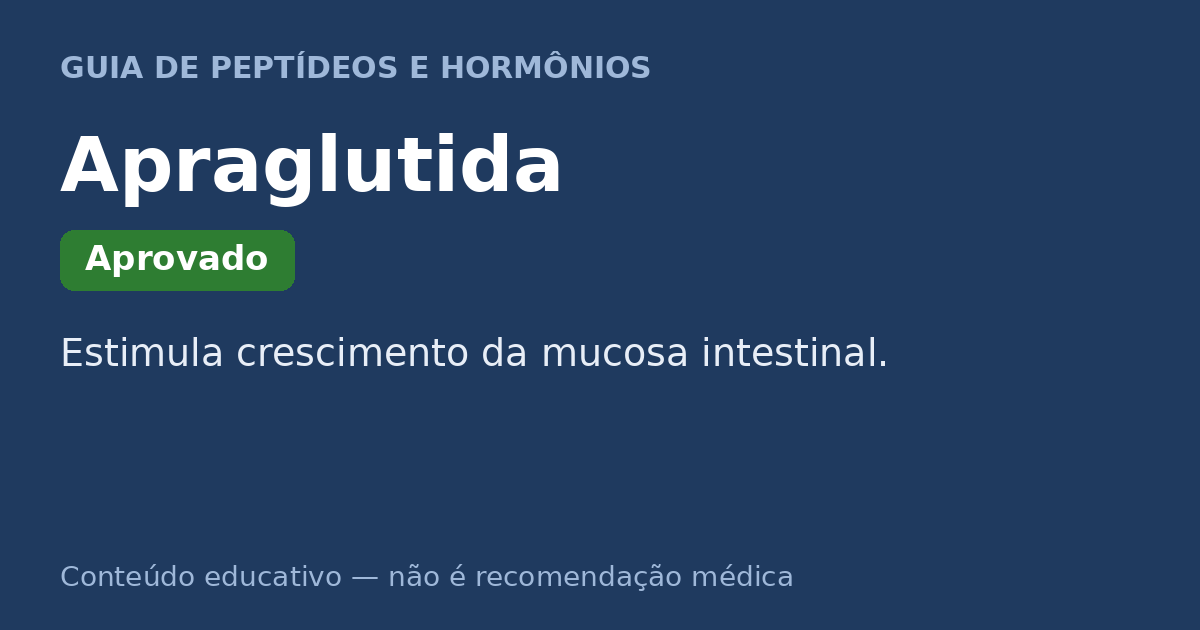 GUIA DE PEPTÍDEOS E HORMÔNIOS
Apraglutida
Aprovado
Estimula crescimento da mucosa intestinal.
Conteúdo educativo — não é recomendação médica